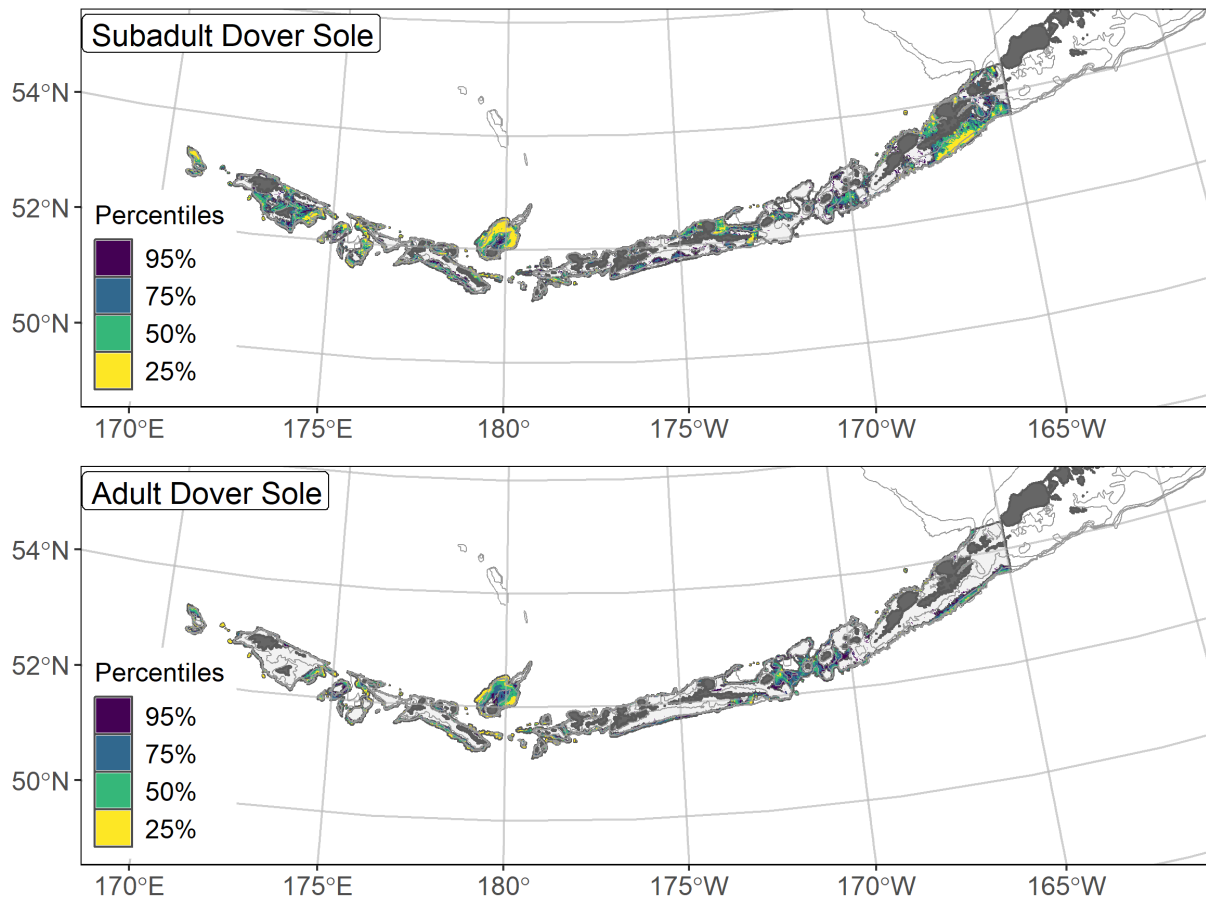 Subadult Dover Sole
54°N
52°N
50°N
Percentiles
95%
75%
50%
25%
170°E
175°E
180°
175°W
170°W
165°W
Adult Dover Sole
54°N
52°N
50°N
Percentiles
95%
75%
50%
25%
170°E
175°E
180°
175°W
170°W
165°W